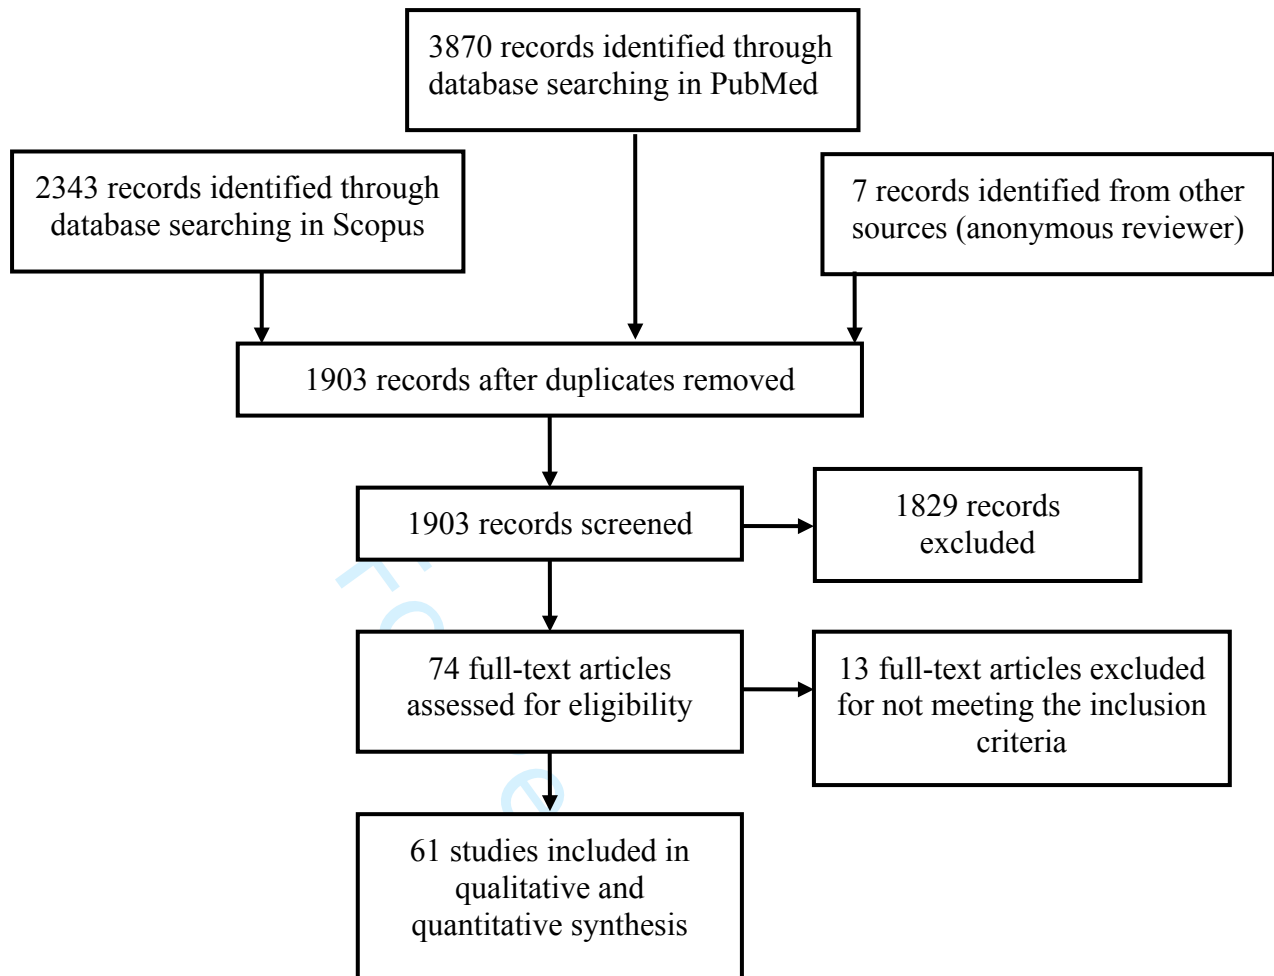 3870 records identified through
database searching in PubMed
2343 records identified through
database searching in Scopus
7 records identified from other
sources (anonymous reviewer)
1903 records after duplicates removed
1903 records screened
1829 records
excluded
74 full-text articles
assessed for eligibility
13 full-text articles excluded
for not meeting the inclusion
criteria
61 studies included in
qualitative and
quantitative synthesis